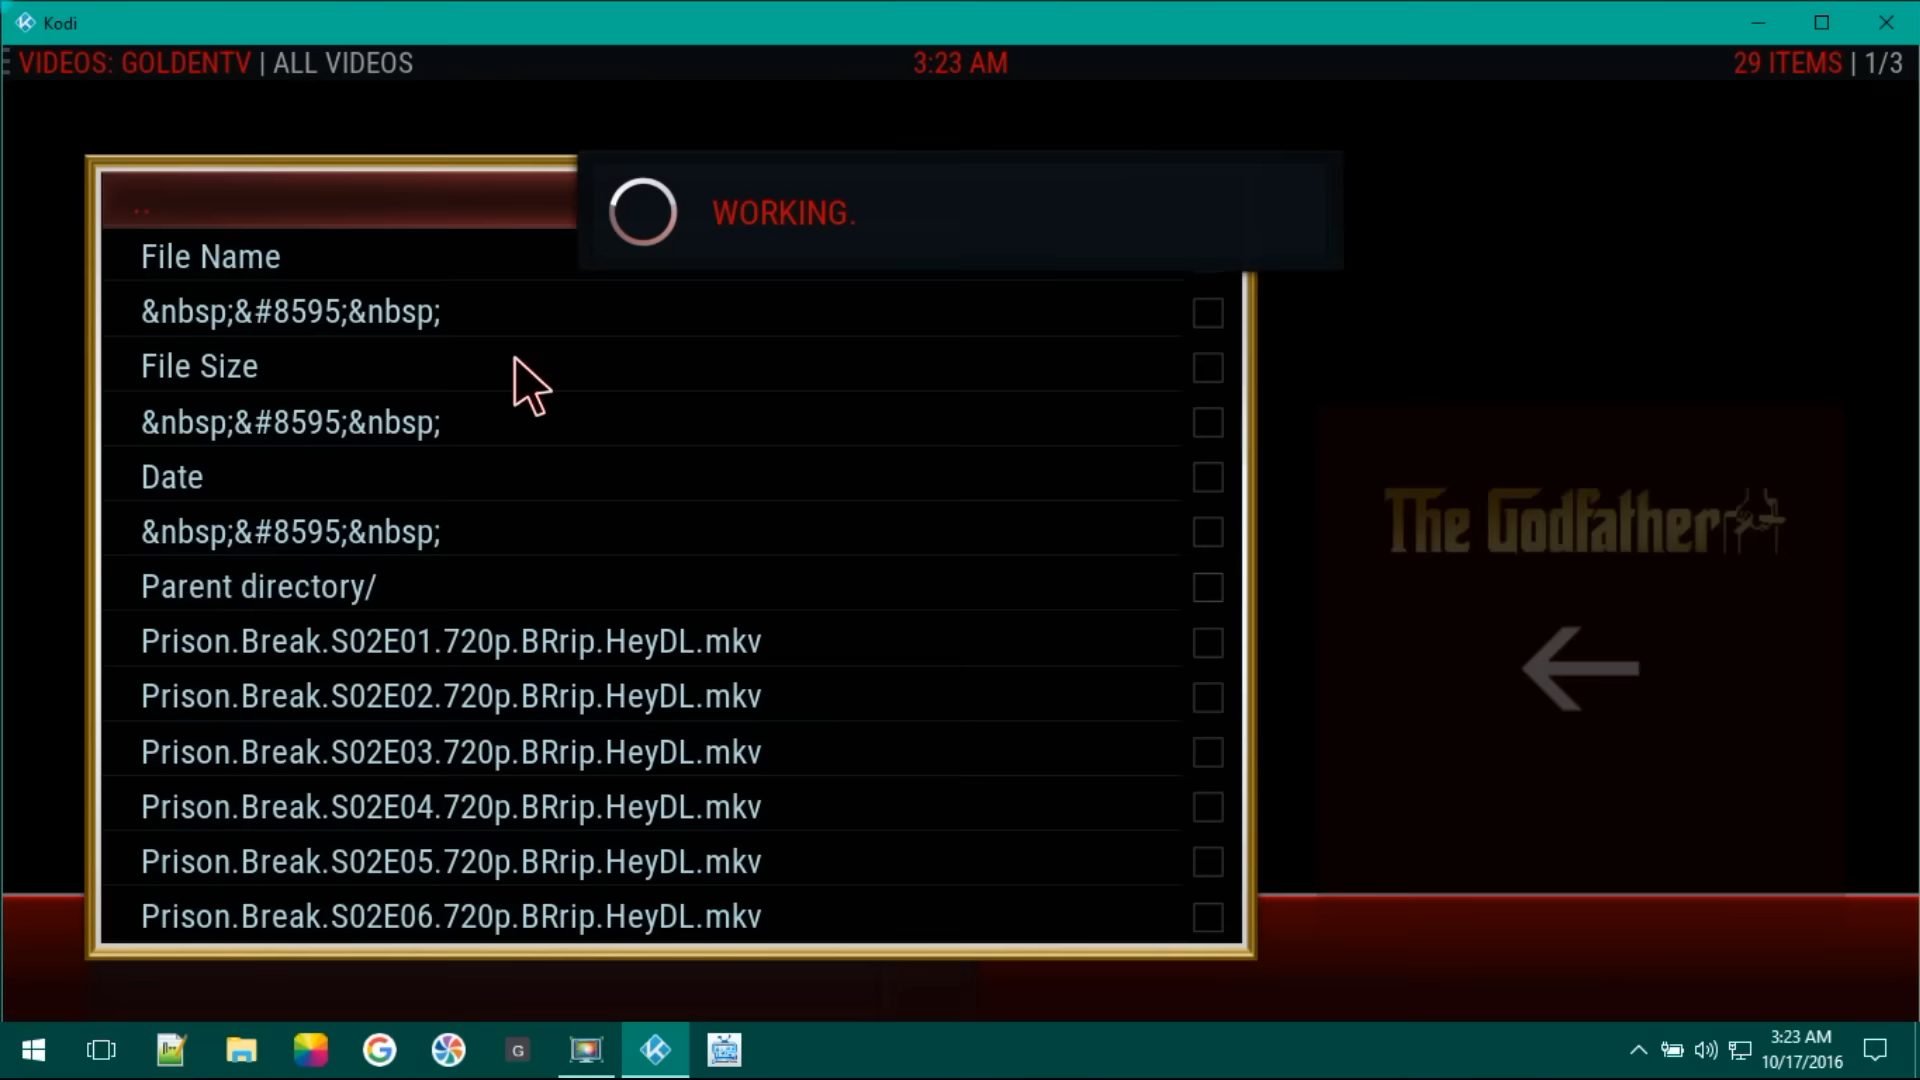 Kodi
VIDEOS: GOLDENTV | ALL VIDEOS
3:23 AM
29 ITEMS | 1/3
..
WORKING.
File Name
&nbsp;&#8595;&nbsp;
File Size
&nbsp;&#8595;&nbsp;
Date
&nbsp;&#8595;&nbsp;
Parent directory/
Prison.Break.S02E01.720p.BRrip.HeyDL.mkv
Prison.Break.S02E02.720p.BRrip.HeyDL.mkv
Prison.Break.S02E03.720p.BRrip.HeyDL.mkv
Prison.Break.S02E04.720p.BRrip.HeyDL.mkv
Prison.Break.S02E05.720p.BRrip.HeyDL.mkv
Prison.Break.S02E06.720p.BRrip.HeyDL.mkv
The Godfather
G
G
3:23 AM
10/17/2016